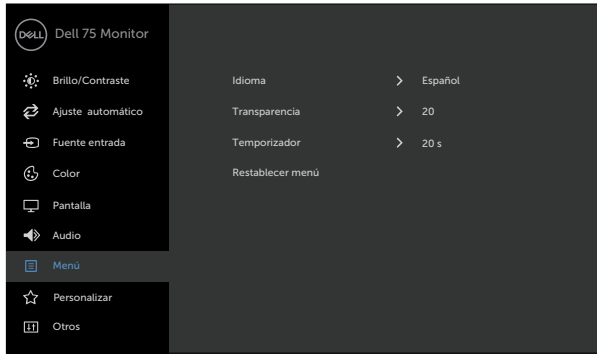 DELL Dell 75 Monitor
Brillo/Contraste
Ajuste automático
Fuente entrada
Color
Pantalla
Audio
Menú
Personalizar
Otros
Idioma > Español
Transparencia > 20
Temporizador > 20 s
Restablecer menú